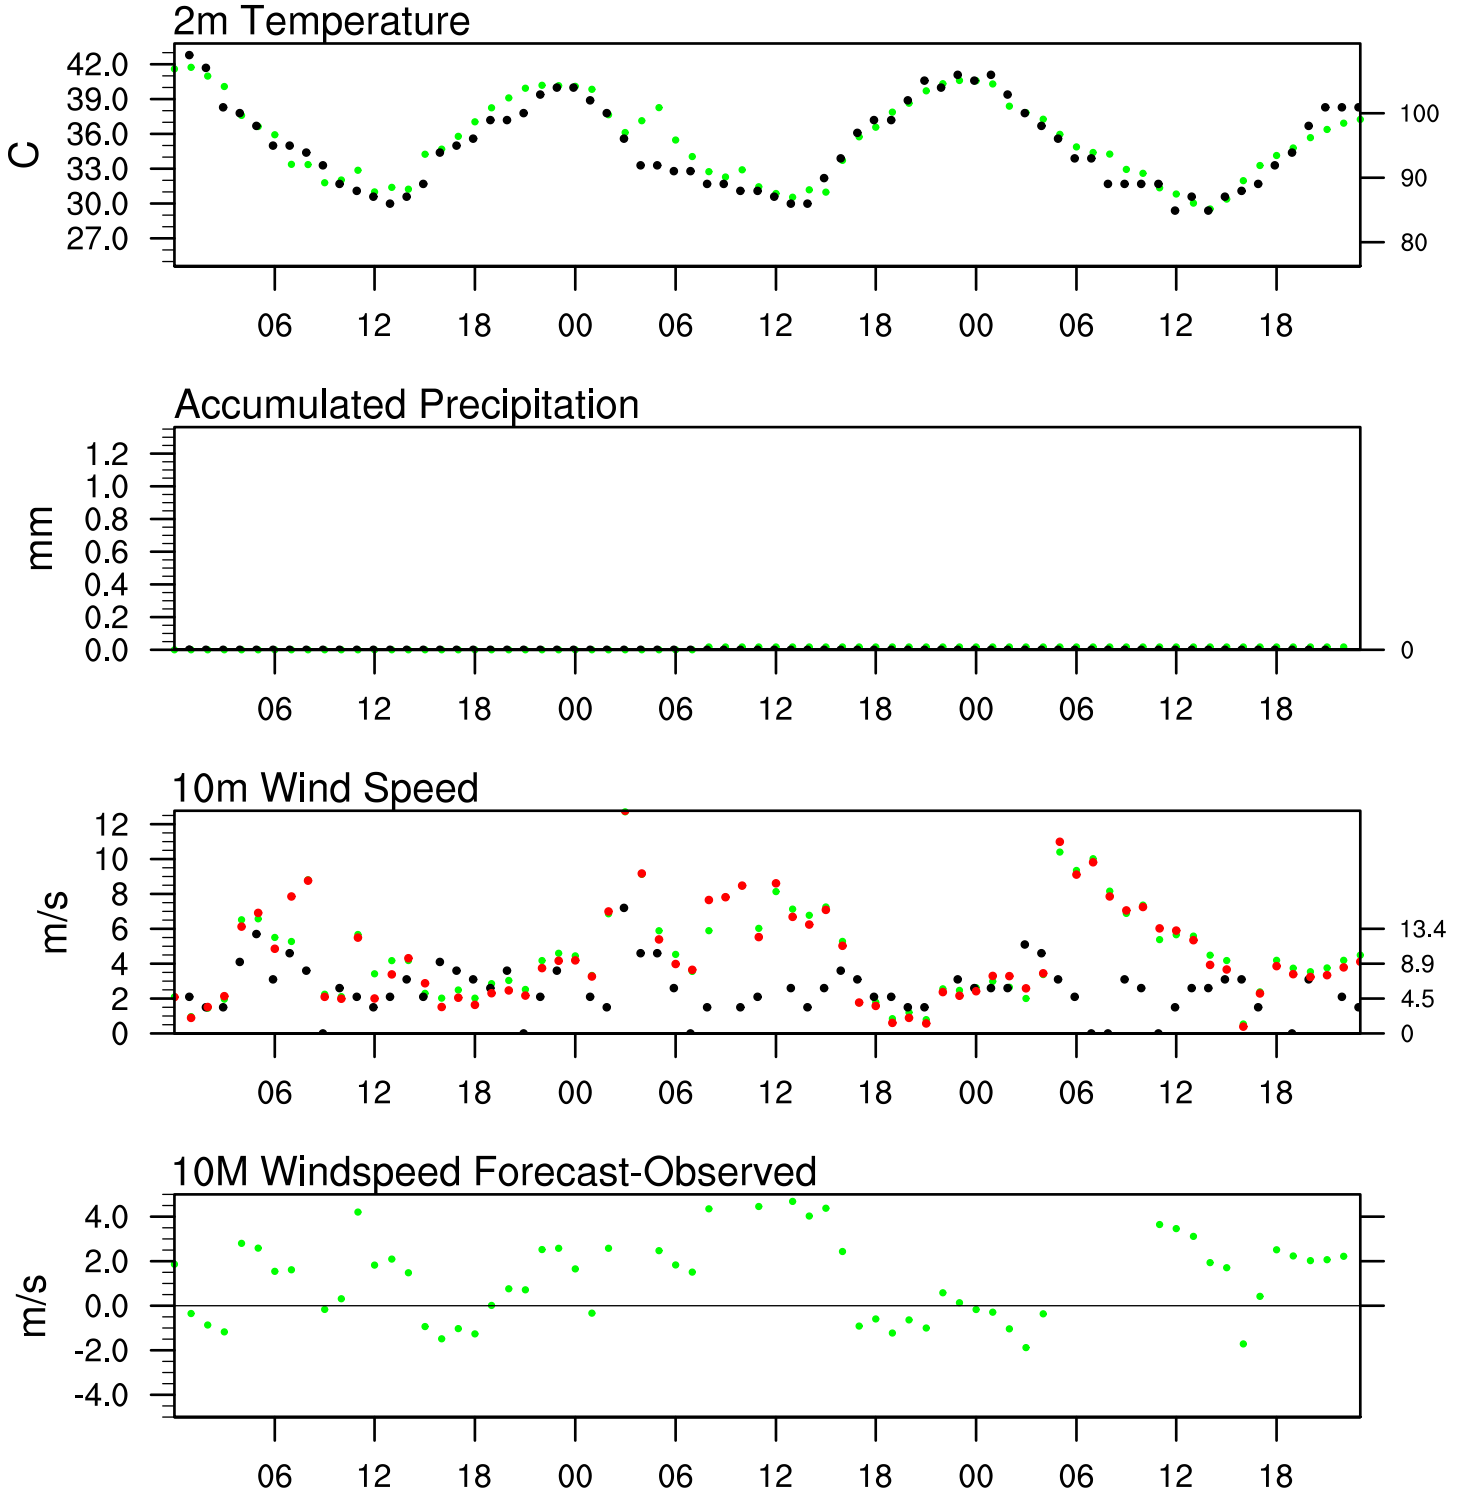 2m Temperature
42.0
39.0
36.0
33.0
30.0
27.0
C
100
90
80
06 12 18 00 06 12 18 00 06 12 18
Accumulated Precipitation
1.2
1.0
0.8
0.6
0.4
0.2
0.0
mm
0
06 12 18 00 06 12 18 00 06 12 18
10m Wind Speed
12
10
8
6
4
2
0
m/s
13.4
8.9
4.5
0
06 12 18 00 06 12 18 00 06 12 18
10M Windspeed Forecast-Observed
4.0
2.0
0.0
-2.0
-4.0
m/s
06 12 18 00 06 12 18 00 06 12 18